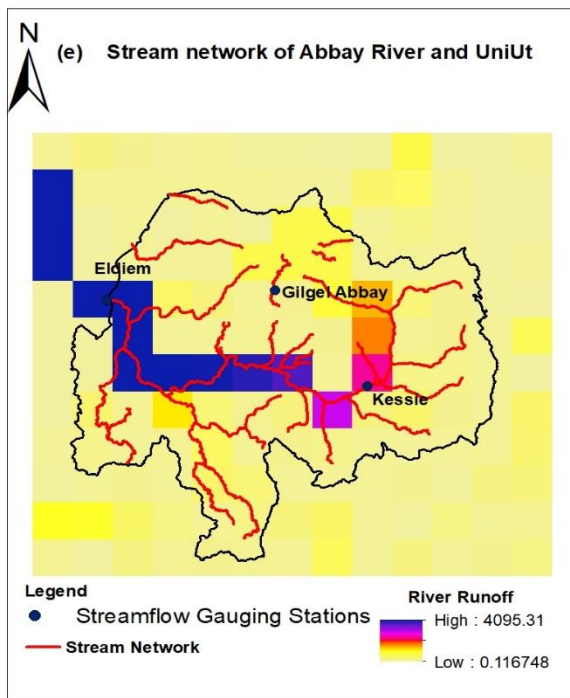 N
(e) Stream network of Abbay River and UniUt
Eldiem
Gilgel Abbay
Kessie
Legend
Streamflow Gauging Stations
Stream Network
River Runoff
High : 4095.31
Low : 0.116748